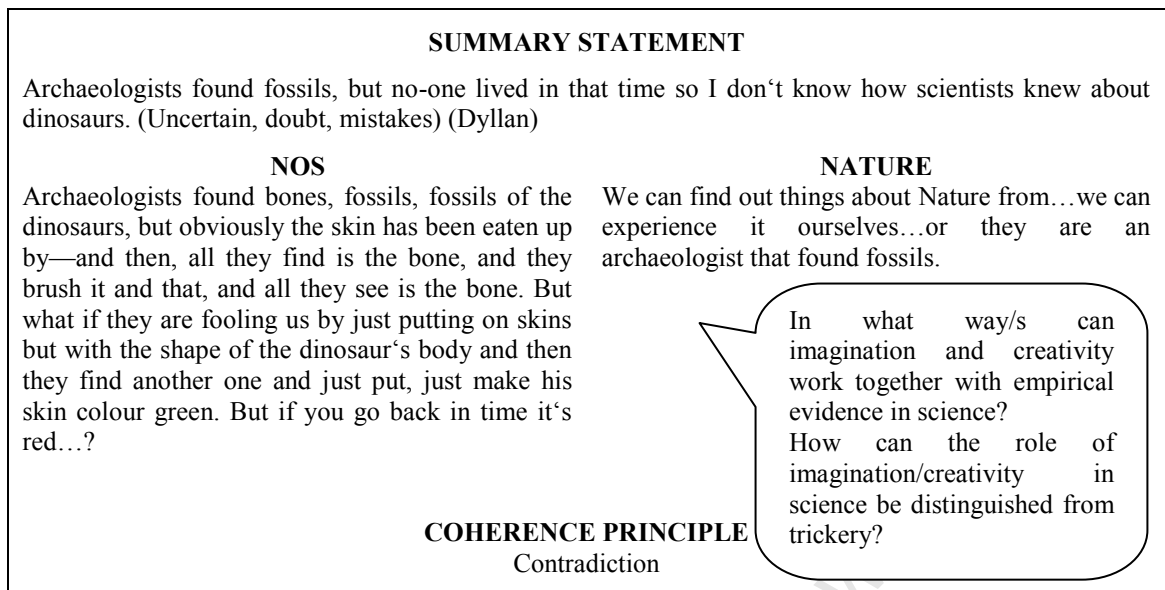 SUMMARY STATEMENT
Archaeologists found fossils, but no-one lived in that time so I don‘t know how scientists knew about
dinosaurs. (Uncertain, doubt, mistakes) (Dyllan)
NOS
Archaeologists found bones, fossils, fossils of the
dinosaurs, but obviously the skin has been eaten up
by—and then, all they find is the bone, and they
brush it and that, and all they see is the bone. But
what if they are fooling us by just putting on skins
but with the shape of the dinosaur‘s body and then
they find another one and just put, just make his
skin colour green. But if you go back in time it‘s
red…?
NATURE
We can find out things about Nature from…we can
experience it ourselves…or they are an
archaeologist that found fossils.
In what way/s can
imagination and creativity
work together with empirical
evidence in science?
How can the role of
imagination/creativity in
science be distinguished from
trickery?
COHERENCE PRINCIPLE
Contradiction